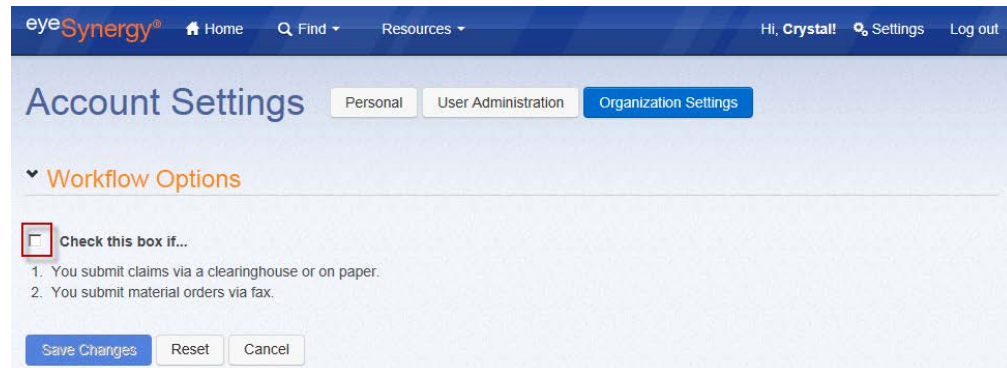 eyeSynergy® Home Find Resources Hi, Crystal! Settings Log out
Account Settings Personal User Administration Organization Settings
Workflow Options
Check this box if...
1. You submit claims via a clearinghouse or on paper.
2. You submit material orders via fax.
Save Changes Reset Cancel